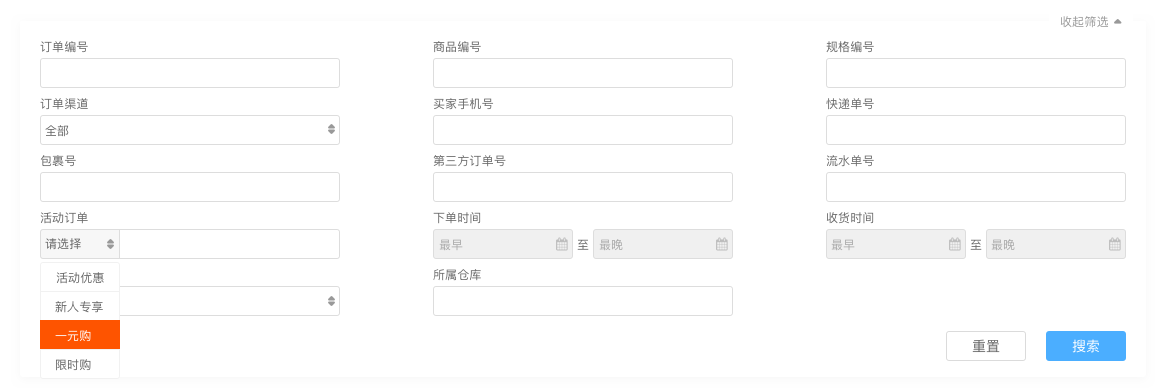 收起筛选
订单编号 商品编号 规格编号
订单渠道 买家手机号 快递单号
全部
包裹号 第三方订单号 流水单号
活动订单 下单时间 收货时间
请选择 最早 至 最晚 最早 至 最晚
活动优惠 所属仓库
新人专享
一元购
重置 搜索
限时购